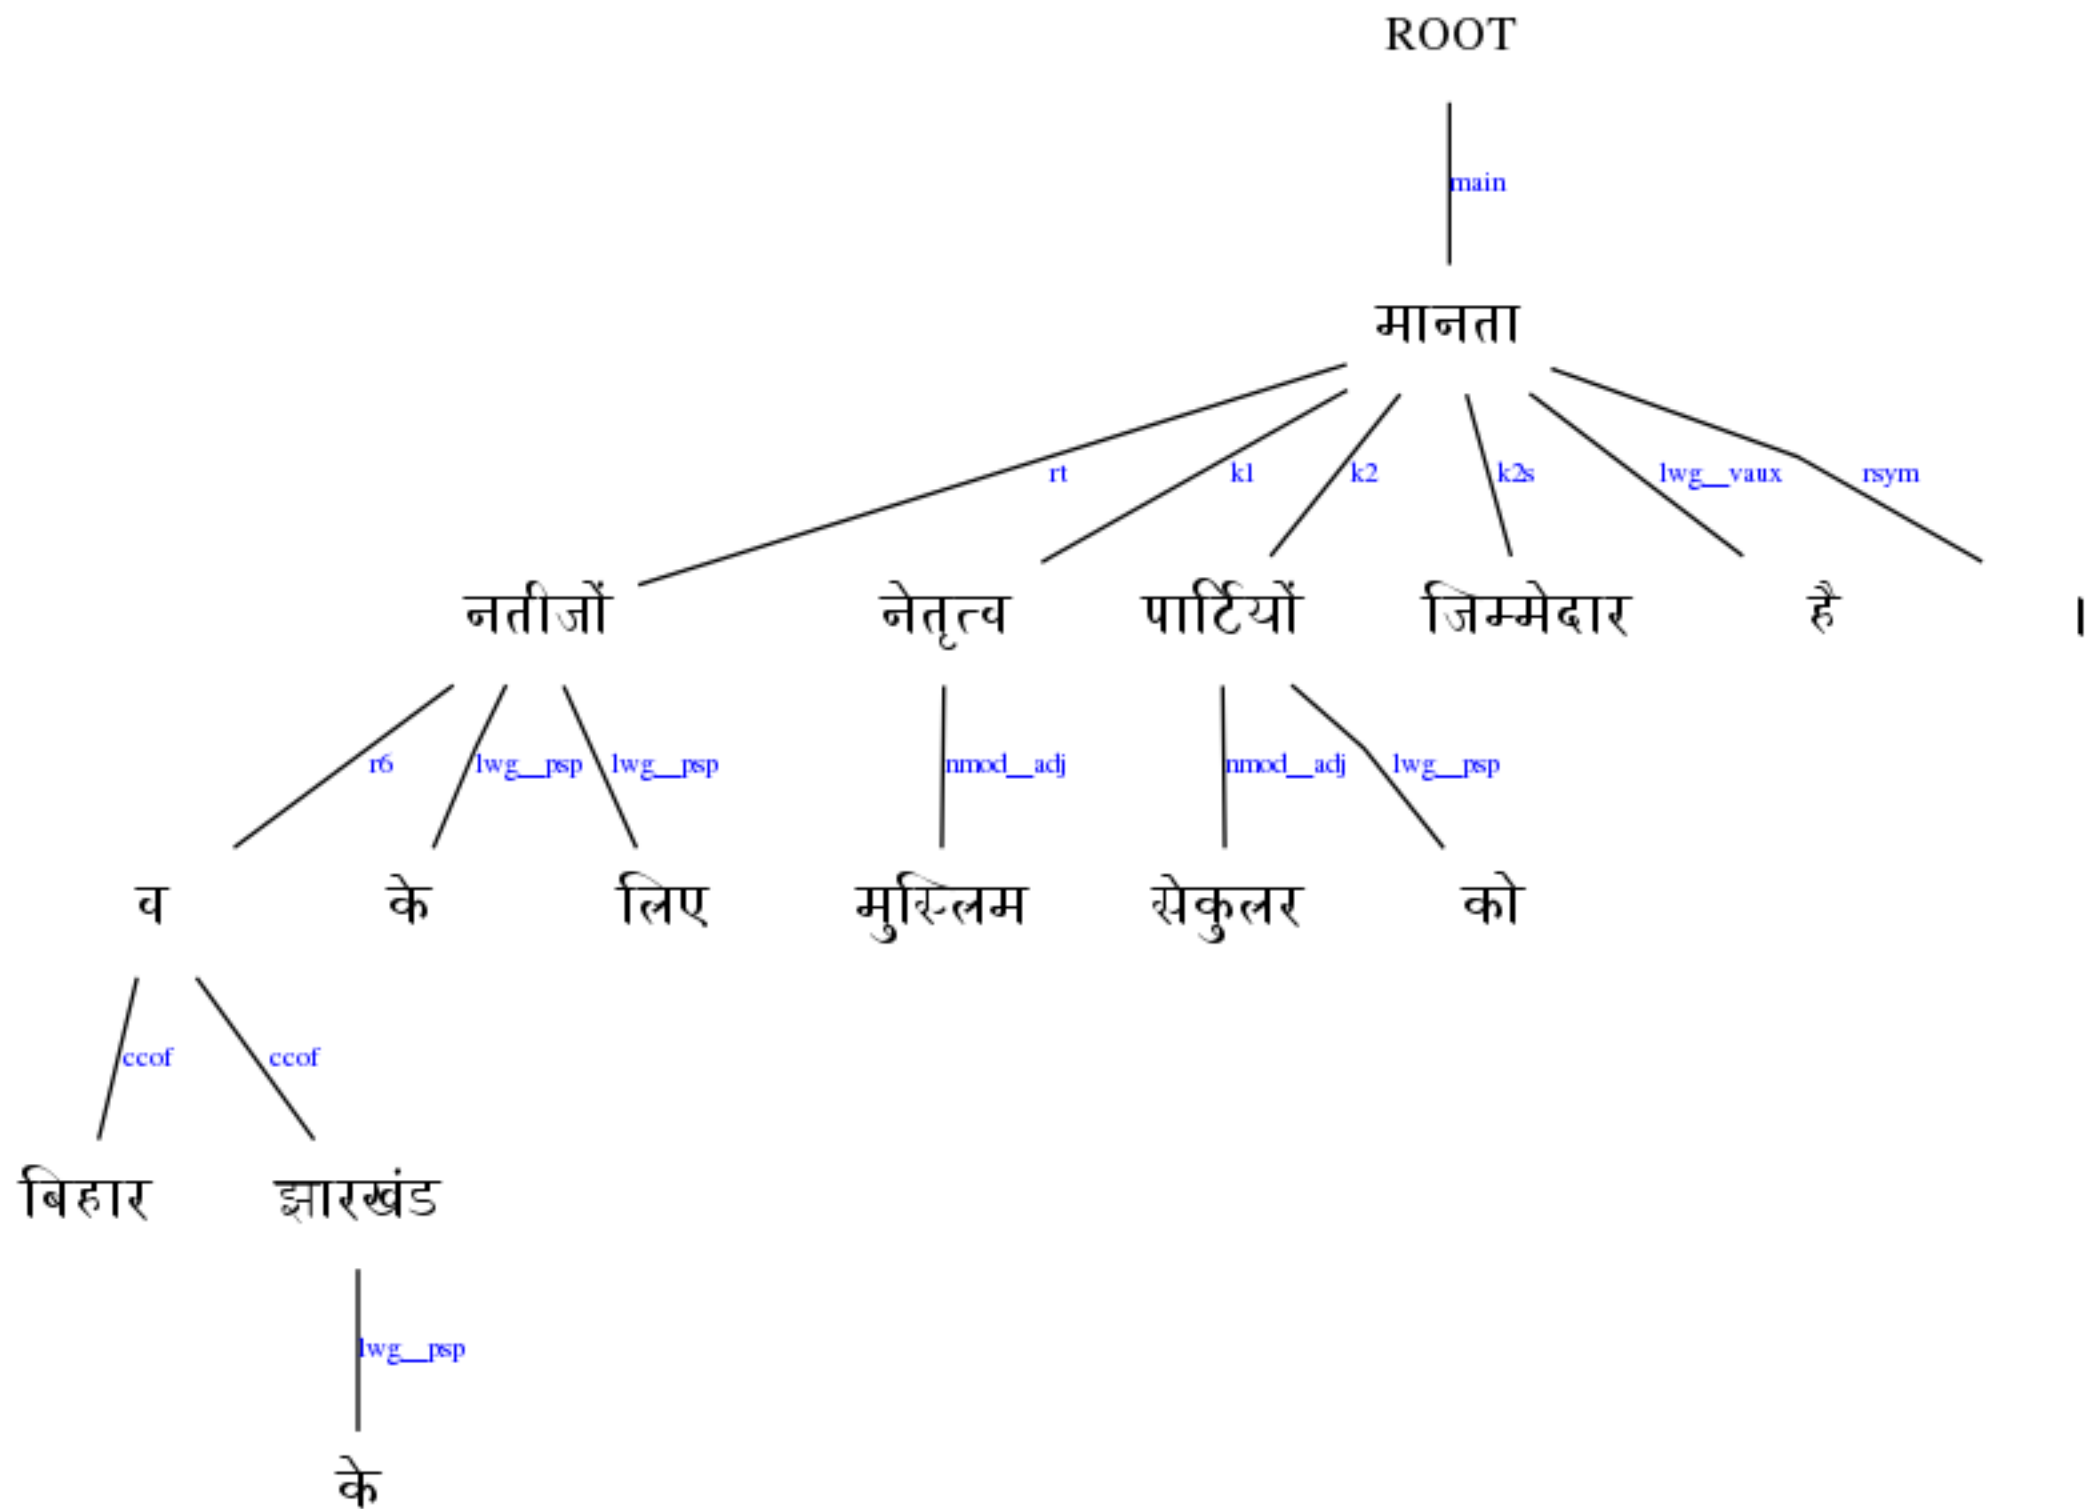 ROOT
main
मानता
rt k1 k2 k2s lwg__vaux rsym
नतीजों नेतृत्व पार्टियों जिम्मेदार है ।
r6 lwg__psp lwg__psp nmod__adj nmod__adj lwg__psp
व के लिए मुस्लिम सेकुलर को
ccof ccof
बिहार झारखंड
lwg__psp
के